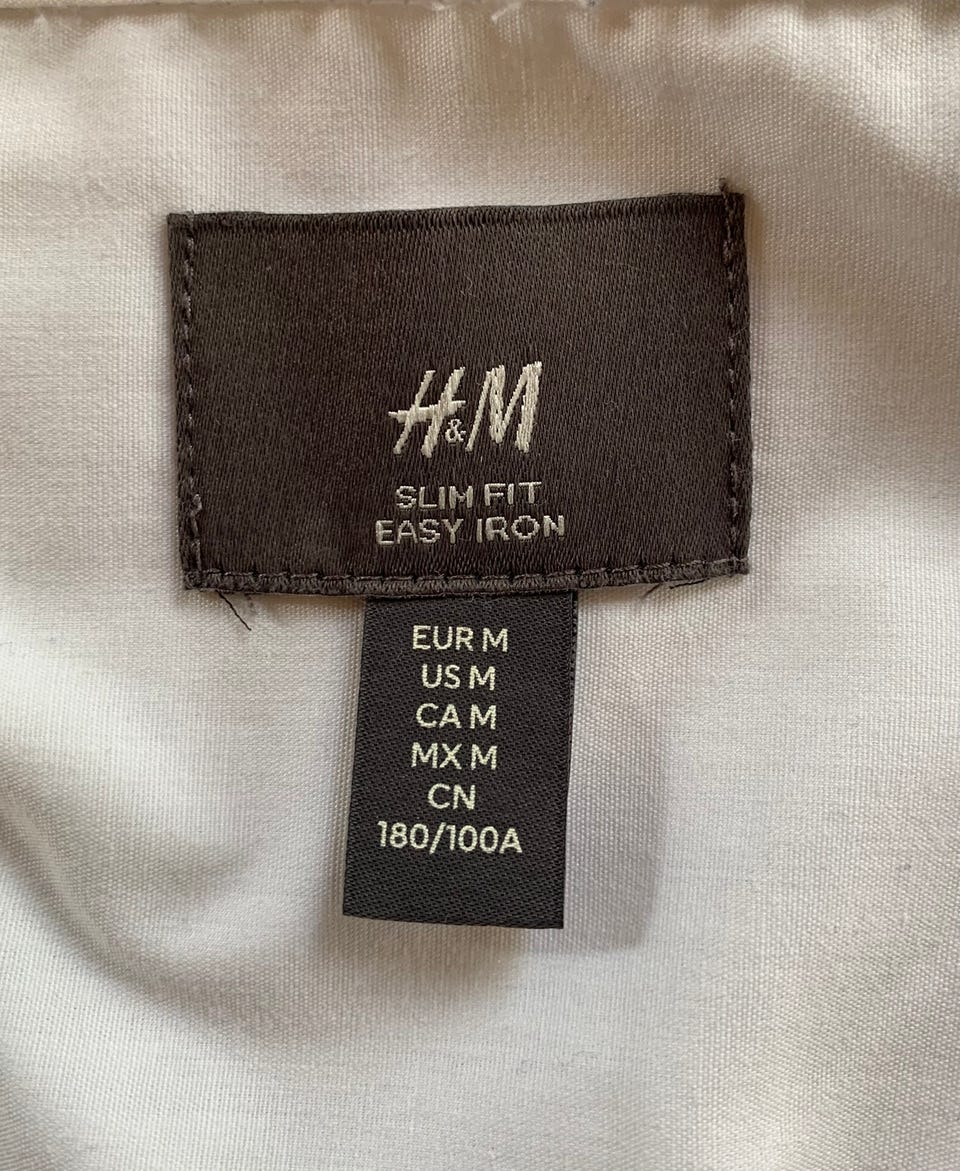 H&M
SLIM FIT
EASY IRON
EUR M
US M
CA M
MX M
CN
180/100A